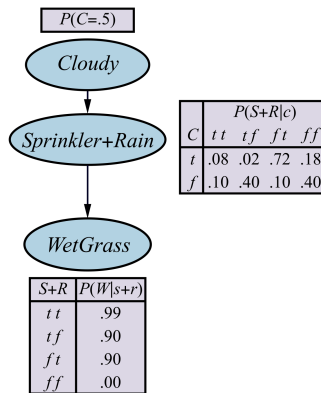 P(C=.5)
Cloudy
Sprinkler+Rain
P(S+R|c)
C t t t f f t f f
t .08 .02 .72 .18
f .10 .40 .10 .40
WetGrass
S+R P(W|s+r)
t t .99
t f .90
f t .90
f f .00